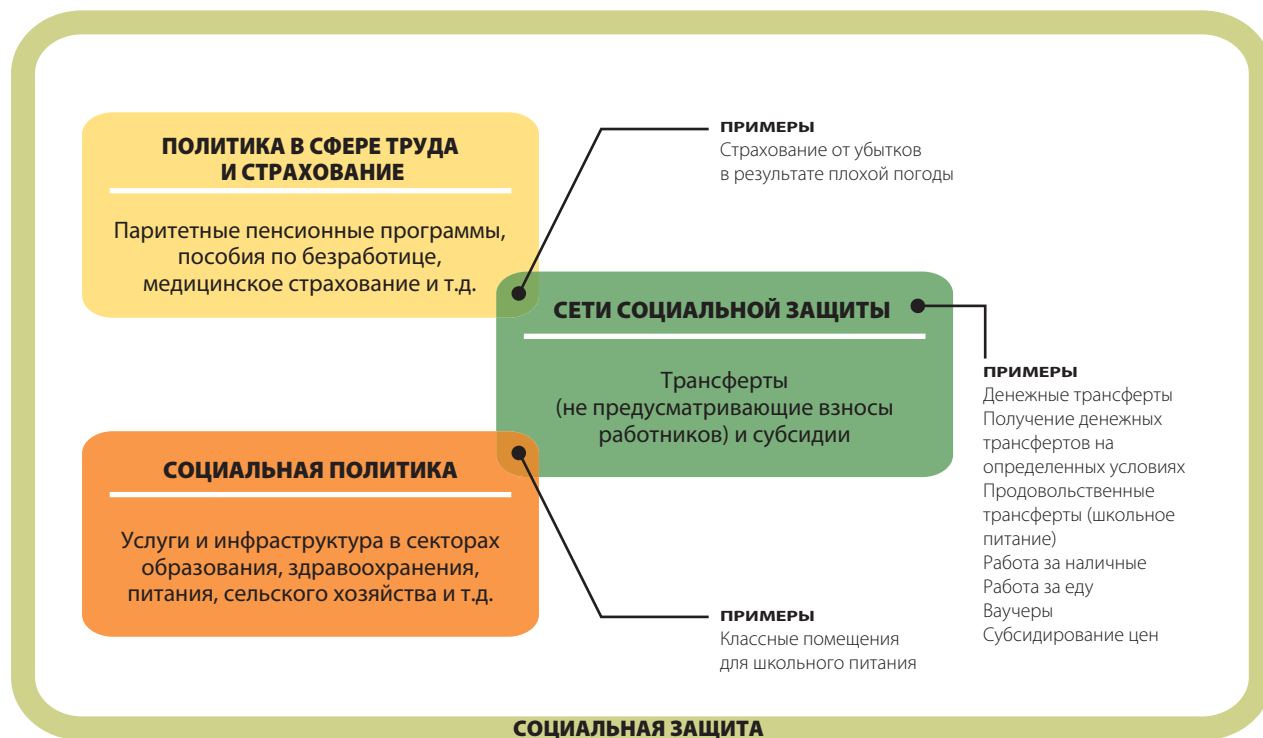 ПОЛИТИКА В СФЕРЕ ТРУДА
И СТРАХОВАНИЕ
Паритетные пенсионные программы,
пособия по безработице,
медицинское страхование и т.д.
ПРИМЕРЫ
Страхование от убытков
в результате плохой погоды
СЕТИ СОЦИАЛЬНОЙ ЗАЩИТЫ
Трансферты
(не предусматривающие взносы
работников) и субсидии
ПРИМЕРЫ
Денежные трансферты
Получение денежных
трансфертов на
определенных условиях
Продовольственные
трансферты (школьное
питание)
Работа за наличные
Работа за еду
Ваучеры
Субсидирование цен
СОЦИАЛЬНАЯ ПОЛИТИКА
Услуги и инфраструктура в секторах
образования, здравоохранения,
питания, сельского хозяйства и т.д.
ПРИМЕРЫ
Классные помещения
для школьного питания
СОЦИАЛЬНАЯ ЗАЩИТА